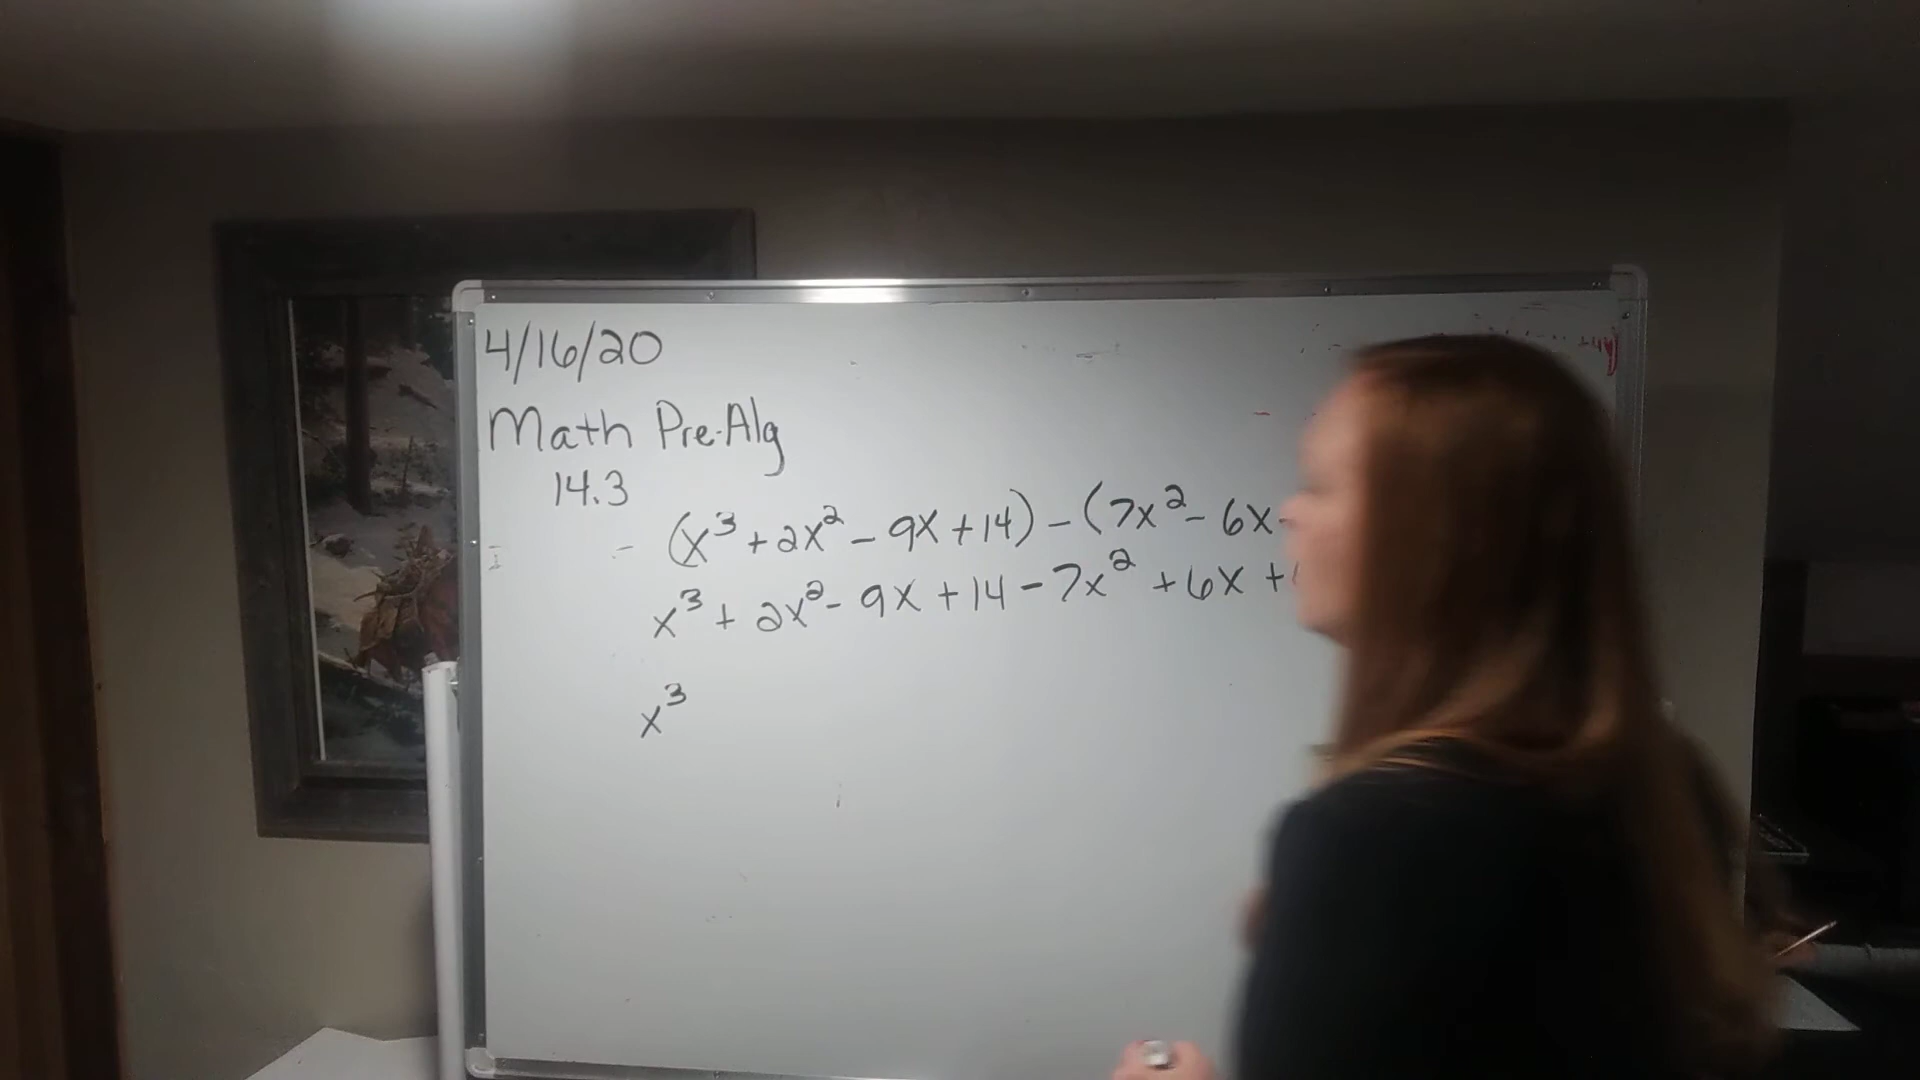 4/16/20
Math Pre-Alg
14.3
(x³ + 2x² - 9x + 14) - (7x² - 6x -
x³ + 2x² - 9x + 14 - 7x² + 6x +
x³